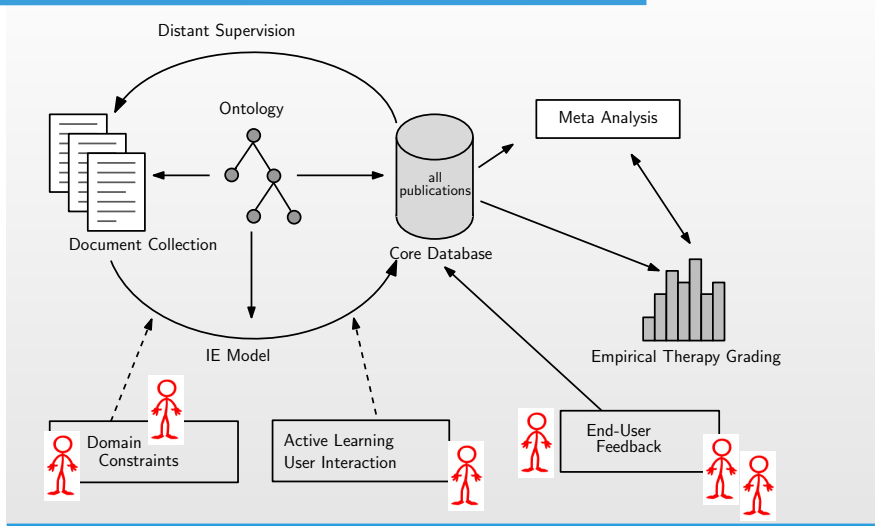 Distant Supervision
Ontology
Meta Analysis
all
publications
Document Collection
Core Database
IE Model
Empirical Therapy Grading
Domain
Constraints
Active Learning
User Interaction
End-User
Feedback